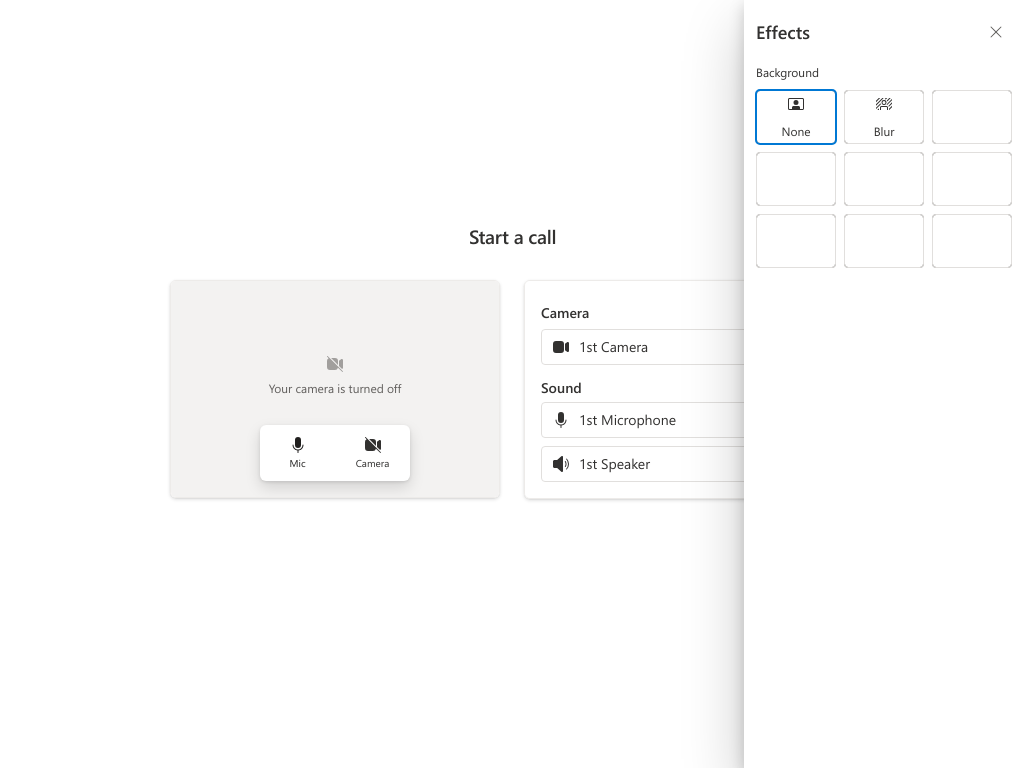 Effects
Background
None
Blur
Start a call
Your camera is turned off
Mic
Camera
Camera
1st Camera
Sound
1st Microphone
1st Speaker